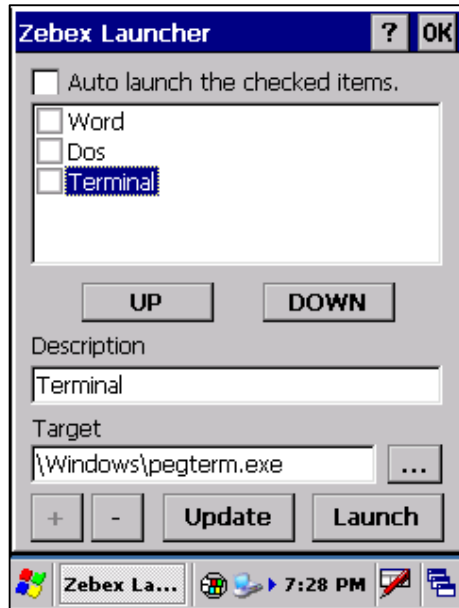 Zebex Launcher ? OK
Auto launch the checked items.
Word
Dos
Terminal
UP DOWN
Description
Terminal
Target
\Windows\pegterm.exe ...
+ - Update Launch
Zebex La... 7:28 PM